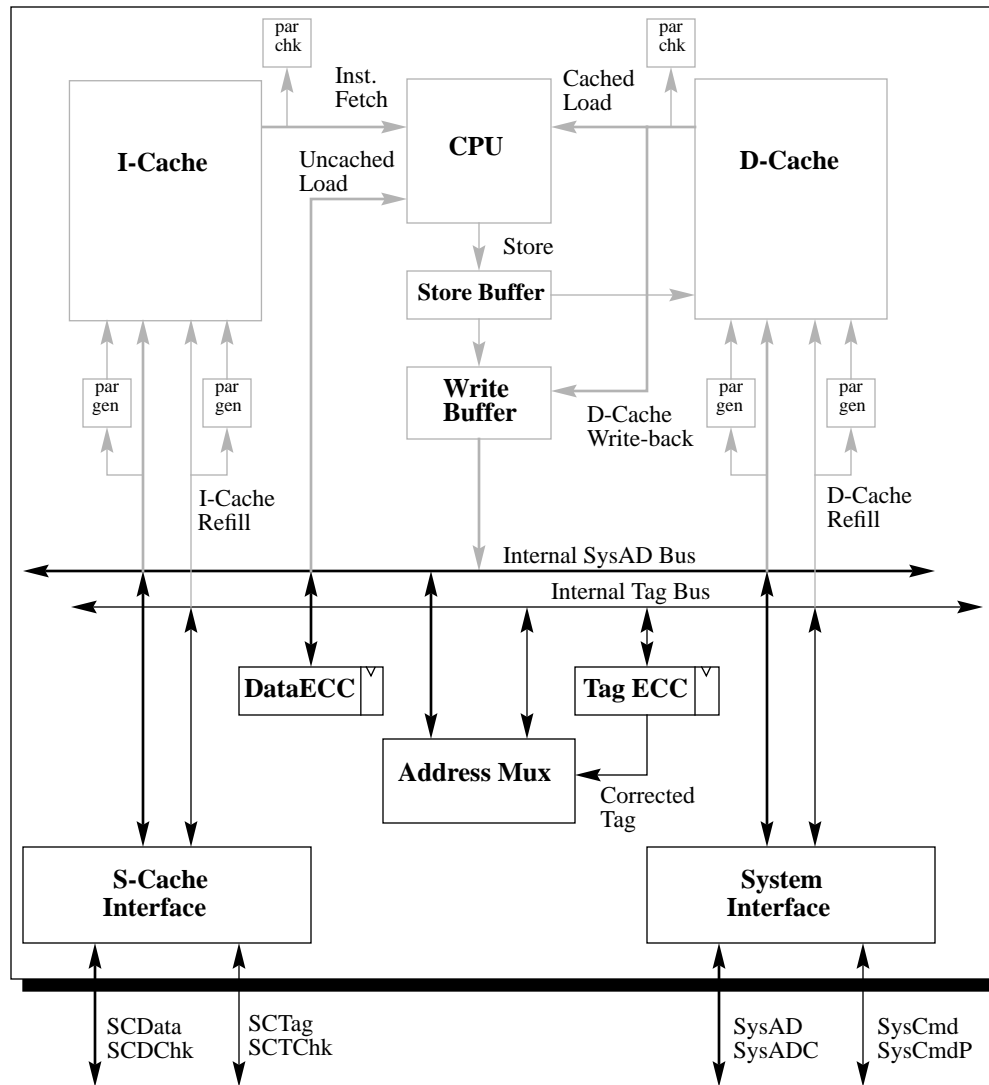 par
chk
par
chk
Inst.
Fetch
Cached
Load
I-Cache
CPU
D-Cache
Uncached
Load
Store
Store Buffer
par
gen
par
gen
Write
Buffer
par
gen
par
gen
D-Cache
Write-back
I-Cache
Refill
D-Cache
Refill
Internal SysAD Bus
Internal Tag Bus
DataECC
Tag ECC
Address Mux
Corrected
Tag
S-Cache
Interface
System
Interface
SCData
SCDChk
SCTag
SCTChk
SysAD
SysADC
SysCmd
SysCmdP